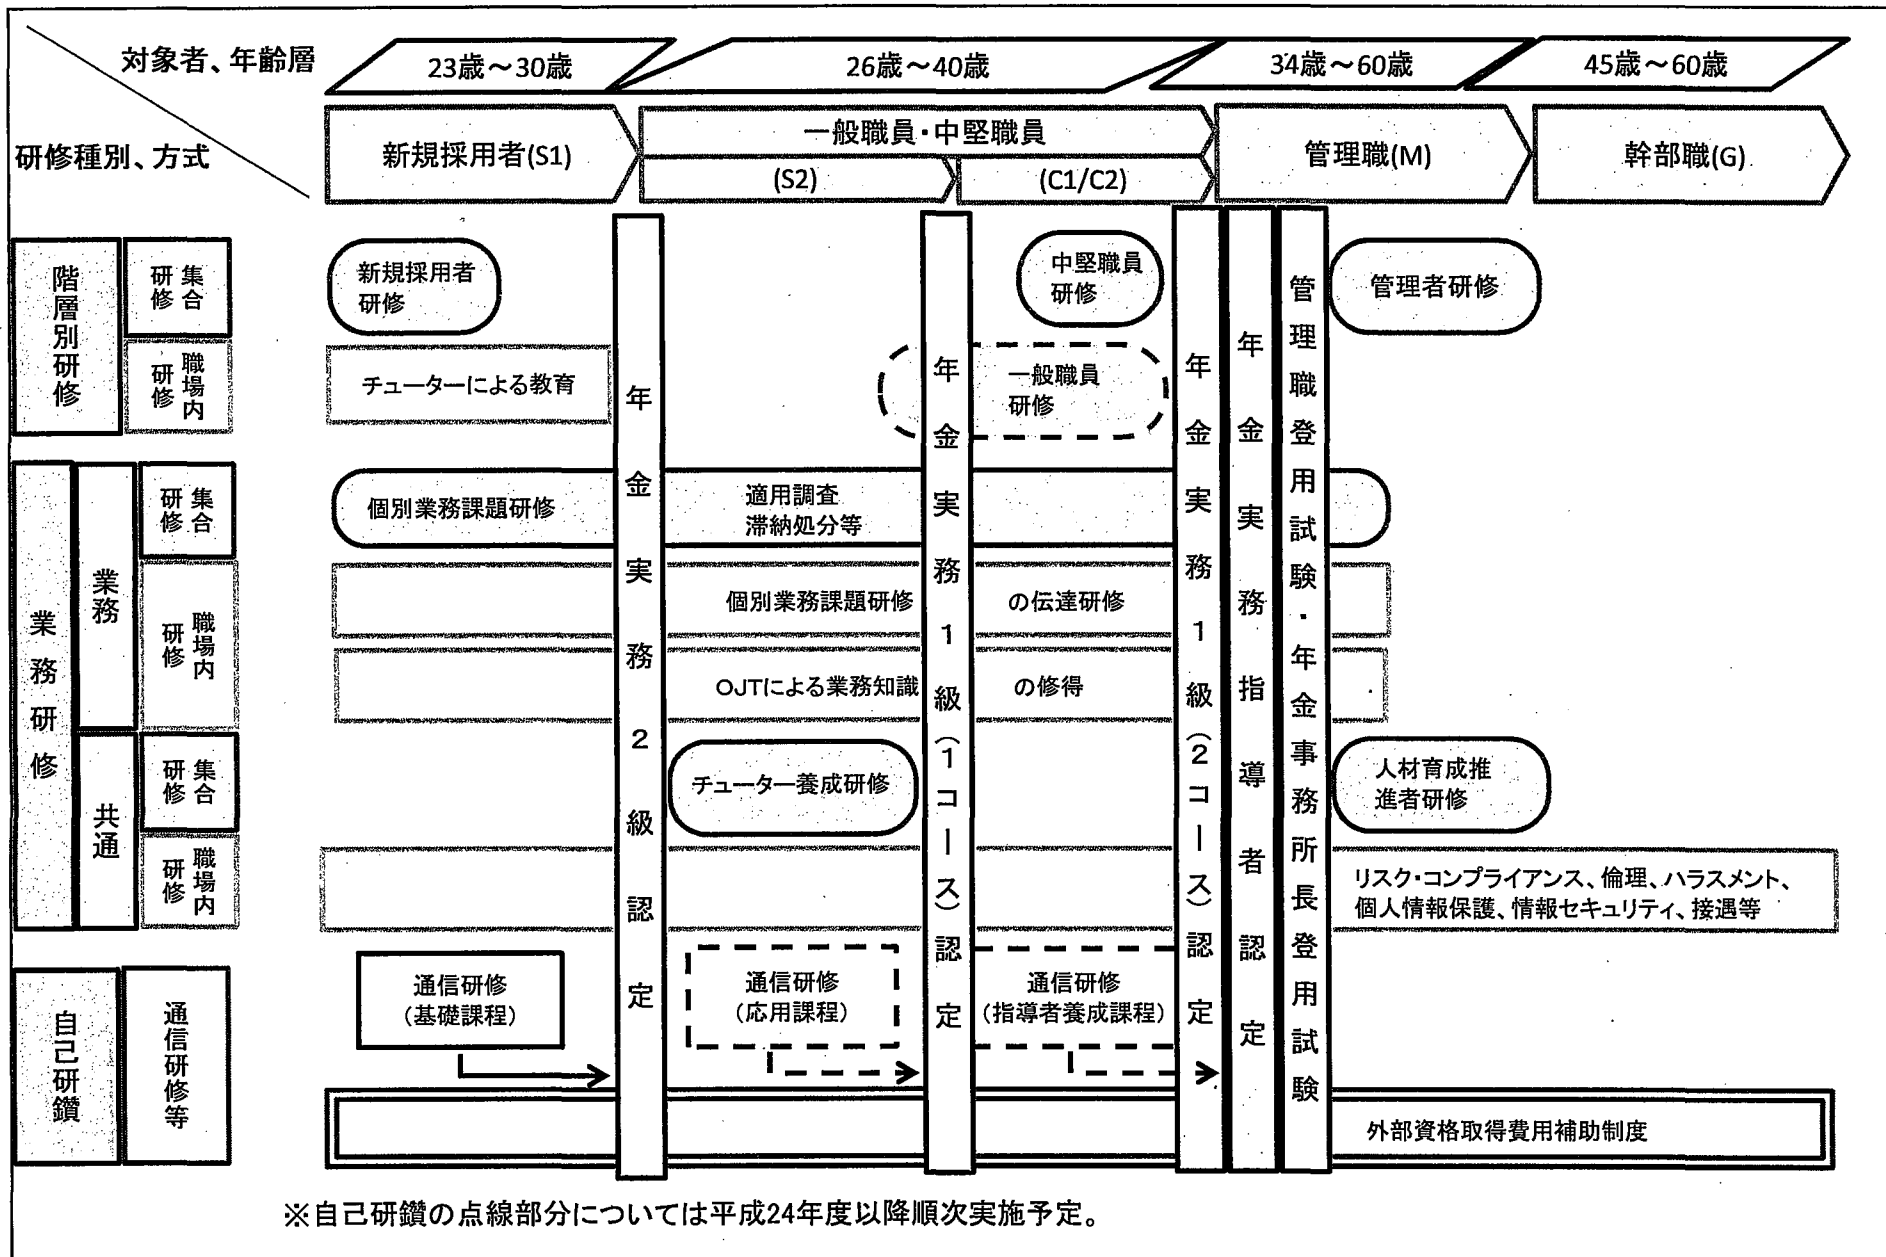 対象者、年齢層
23歳～30歳
26歳～40歳
34歳～60歳
45歳～60歳
研修種別、方式
新規採用者(S1)
一般職員・中堅職員
(S2)
(C1/C2)
管理職(M)
幹部職(G)
階層別研修
集合
研修
新規採用者
研修
中堅職員
研修
管理者研修
職場内
研修
チューターによる教育
一般職員
研修
年金実務2級認定
年金実務1級(1コース)認定
年金実務1級(2コース)認定
年金実務指導者認定
管理職登用試験・年金事務所長登用試験
業務研修
業務
集合
研修
個別業務課題研修
適用調査
滞納処分等
職場内
研修
個別業務課題研修
の伝達研修
OJTによる業務知識
の修得
共通
集合
研修
チューター養成研修
人材育成推
進者研修
職場内
研修
リスク・コンプライアンス、倫理、ハラスメント、
個人情報保護、情報セキュリティ、接遇等
自己研鑽
通信研修等
通信研修
(基礎課程)
通信研修
(応用課程)
通信研修
(指導者養成課程)
外部資格取得費用補助制度
※自己研鑽の点線部分については平成24年度以降順次実施予定。